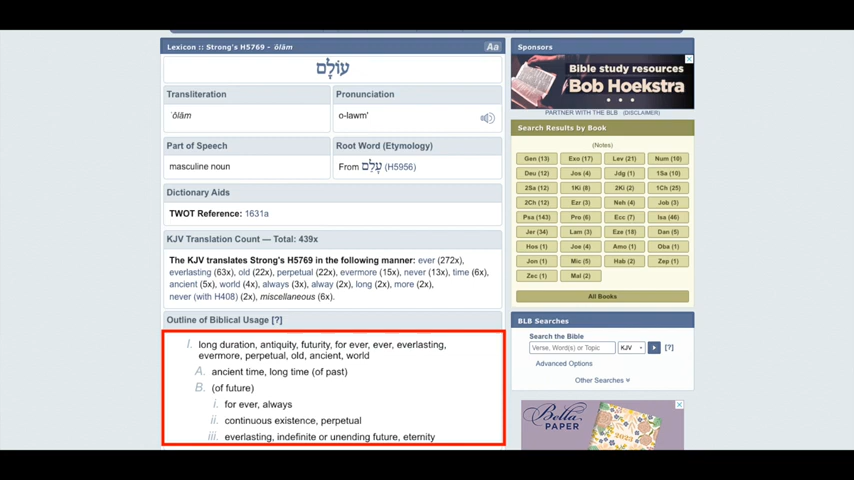 Lexicon :: Strong's H5769 - ʿôlām
Aa
עוֹלָם
Transliteration
Pronunciation
ʿôlām
o-lawm'
Part of Speech
Root Word (Etymology)
masculine noun
From עָלַם (H5956)
Dictionary Aids
TWOT Reference: 1631a
KJV Translation Count — Total: 439x
The KJV translates Strong's H5769 in the following manner: ever (272x),
everlasting (63x), old (22x), perpetual (22x), evermore (15x), never (13x), time (6x),
ancient (5x), world (4x), always (3x), alway (2x), long (2x), more (2x),
never (with H408) (2x), miscellaneous (6x).
Outline of Biblical Usage [?]
I. long duration, antiquity, futurity, for ever, ever, everlasting,
evermore, perpetual, old, ancient, world
A. ancient time, long time (of past)
B. (of future)
i. for ever, always
ii. continuous existence, perpetual
iii. everlasting, indefinite or unending future, eternity
Sponsors
Bible study resources
Bob Hoekstra
PARTNER WITH THE BLB (DISCLAIMER)
Search Results by Book
(Notes)
Gen (13) Exo (17) Lev (21) Num (10)
Deu (12) Jos (4) Jdg (1) 1Sa (10)
2Sa (12) 1Ki (8) 2Ki (2) 1Ch (25)
2Ch (12) Ezr (3) Neh (4) Job (3)
Psa (143) Pro (6) Ecc (7) Isa (46)
Jer (34) Lam (3) Eze (18) Dan (5)
Hos (1) Joe (4) Amo (1) Oba (1)
Jon (1) Mic (5) Hab (2) Zep (1)
Zec (1) Mal (2)
All Books
BLB Searches
Search the Bible
Verse, Word(s) or Topic KJV [?]
Advanced Options
Other Searches
Bella
PAPER
2023